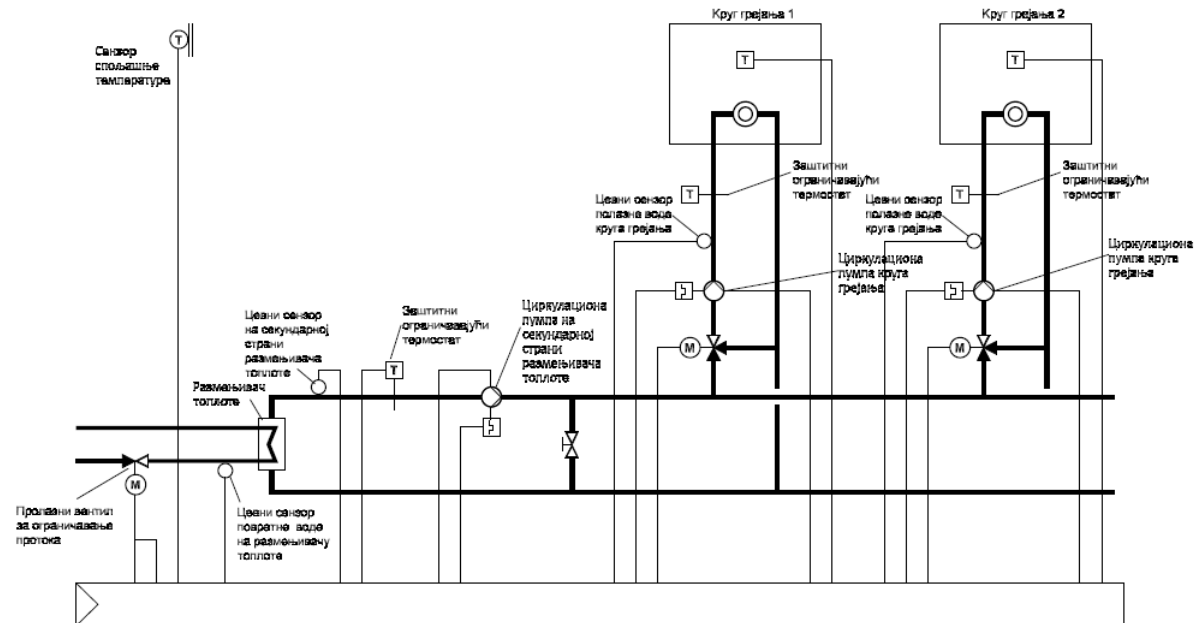 Круг грејања 1
Круг грејања 2
T
Сензор
спољашње
температуре
T
T
Заштитни
ограничавајући
термостат
T
Цевни сензор
полазне воде
круга грејања
Циркулациона
пумпа круга
грејања
M
Заштитни
ограничавајући
термостат
T
Цевни сензор
полазне воде
круга грејања
Циркулациона
пумпа круга
грејања
M
Цевни сензор
на секундарној
страни
размењивача
топлоте
Заштитни
ограничавајући
термостат
T
Циркулациона
пумпа на
секундарној
страни
размењивача
топлоте
Размењивач
топлоте
M
Пролазни вентил
за ограничавање
протока
Цевни сензор
повратне воде
на размењивачу
топлоте